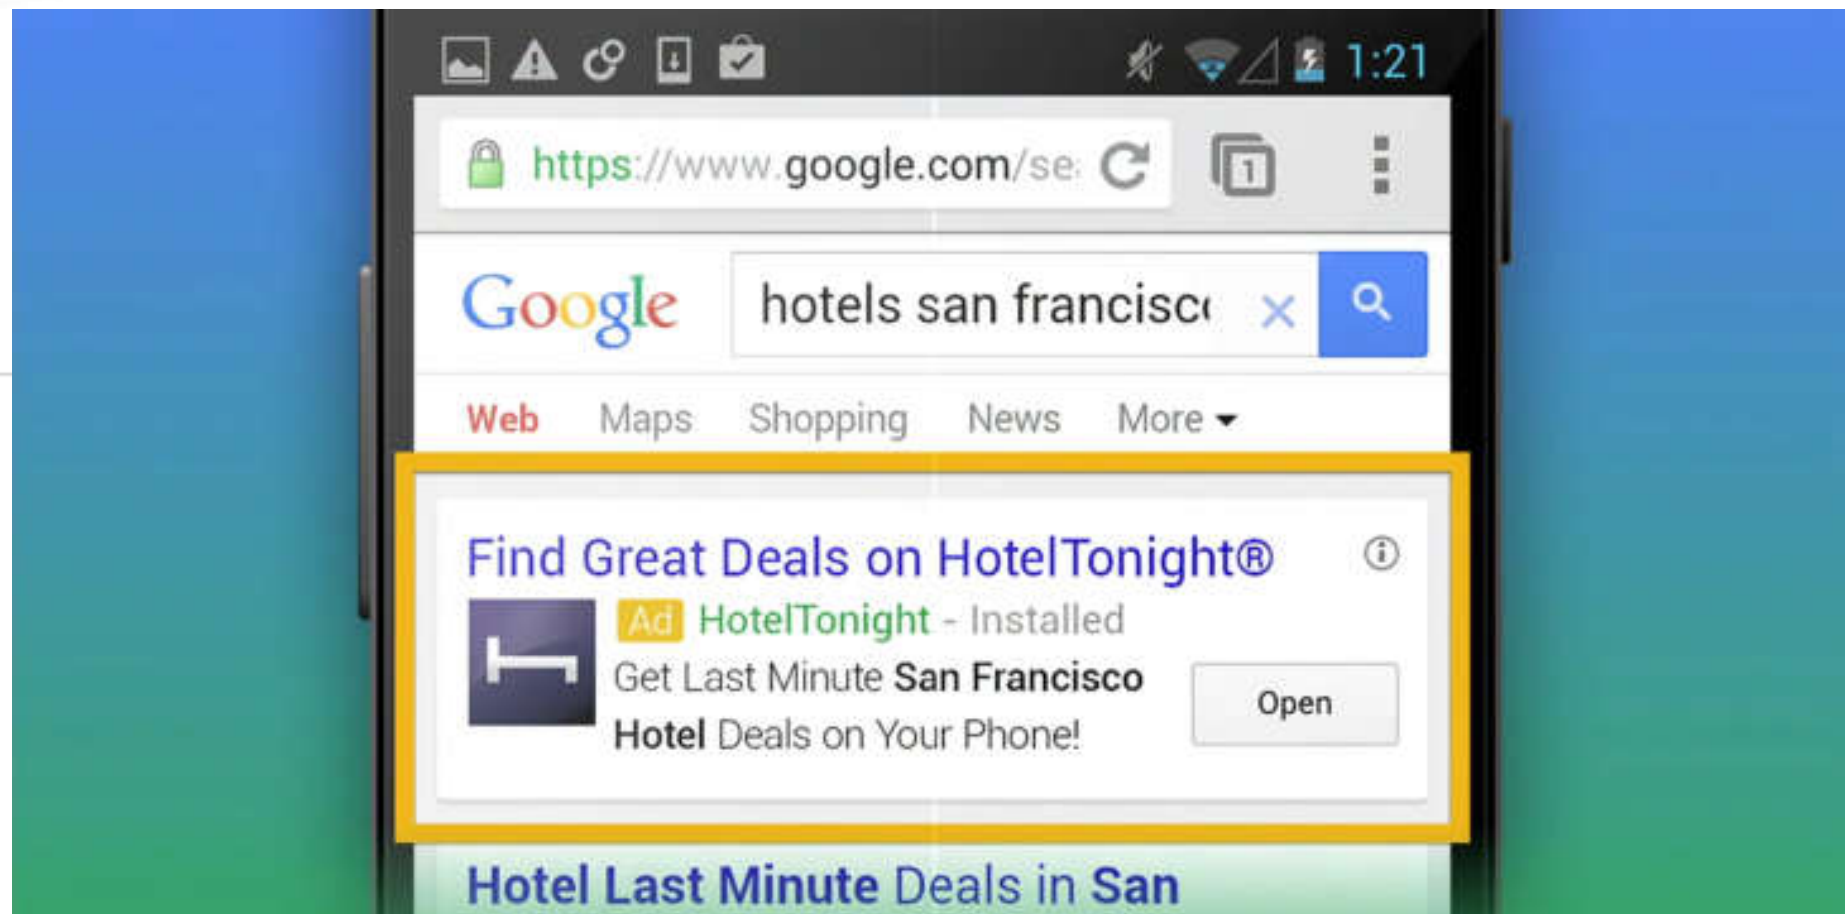 1:21
https://www.google.com/se
1
Google
hotels san francisc
Web Maps Shopping News More
Find Great Deals on HotelTonight®
Ad HotelTonight - Installed
Get Last Minute San Francisco
Hotel Deals on Your Phone!
Open
Hotel Last Minute Deals in San